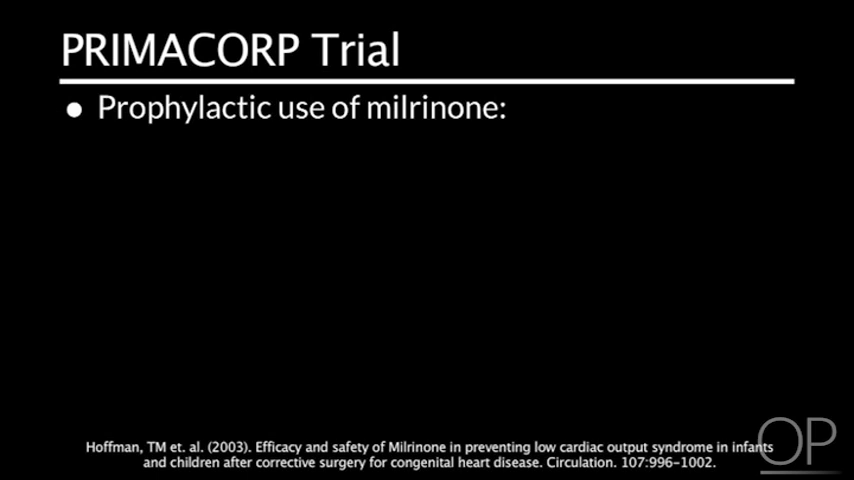 PRIMACORP Trial
● Prophylactic use of milrinone:
Hoffman, TM et. al. (2003). Efficacy and safety of Milrinone in preventing low cardiac output syndrome in infants
and children after corrective surgery for congenital heart disease. Circulation. 107:996-1002.
OP